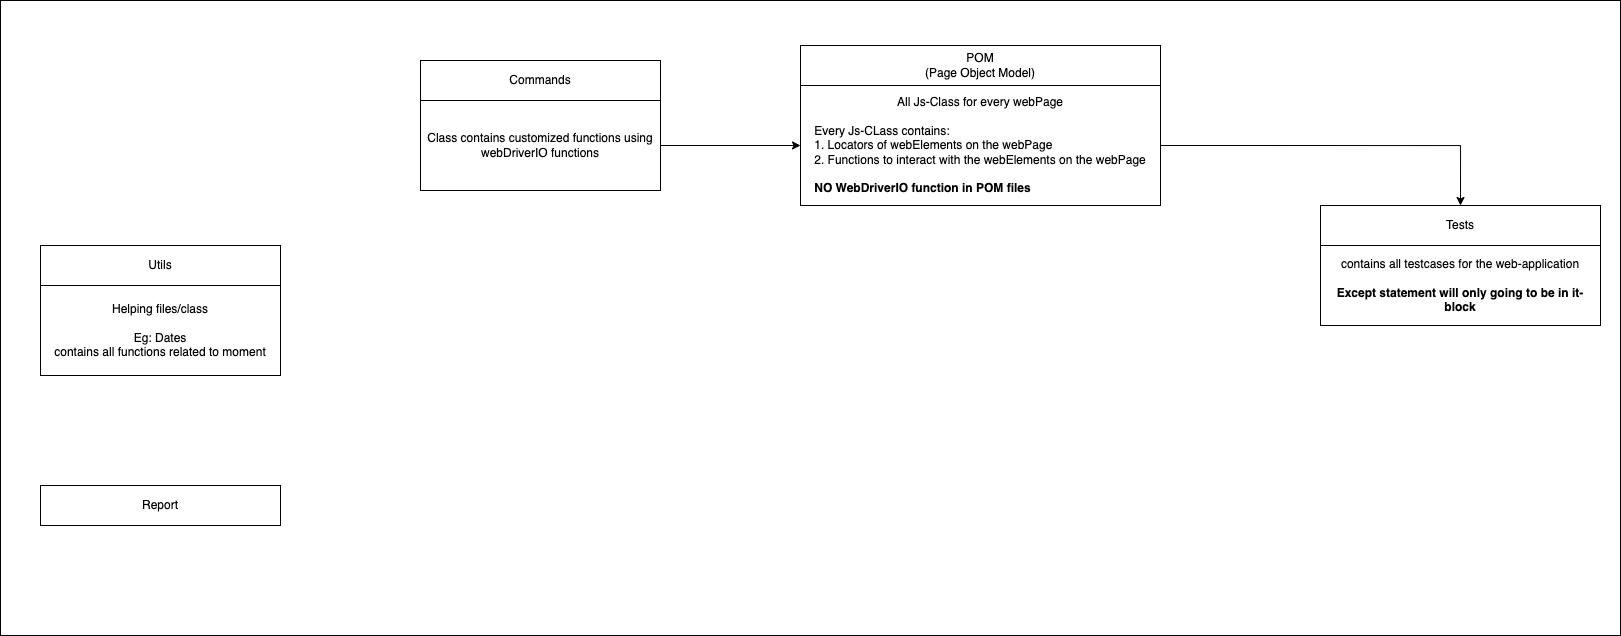 Commands
Class contains customized functions using
webDriverIO functions
POM
(Page Object Model)
All Js-Class for every webPage
Every Js-CLass contains:
1. Locators of webElements on the webPage
2. Functions to interact with the webElements on the webPage
NO WebDriverIO function in POM files
Tests
contains all testcases for the web-application
Except statement will only going to be in it-
block
Utils
Helping files/class
Eg: Dates
contains all functions related to moment
Report